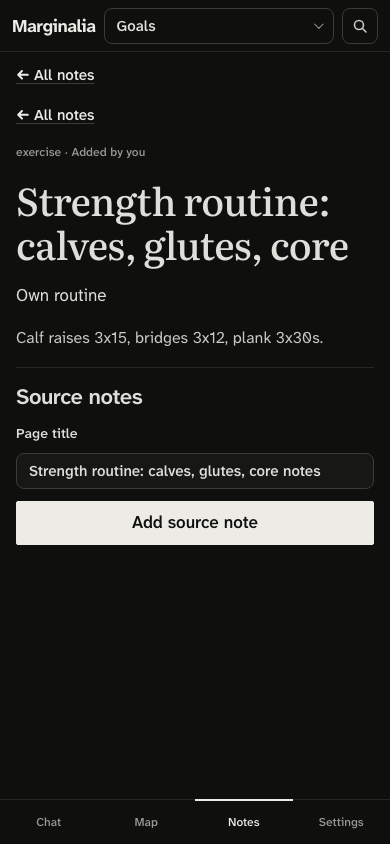 Marginalia
Goals
← All notes
← All notes
exercise · Added by you
Strength routine:
calves, glutes, core
Own routine
Calf raises 3x15, bridges 3x12, plank 3x30s.
Source notes
Page title
Strength routine: calves, glutes, core notes
Add source note
Chat
Map
Notes
Settings